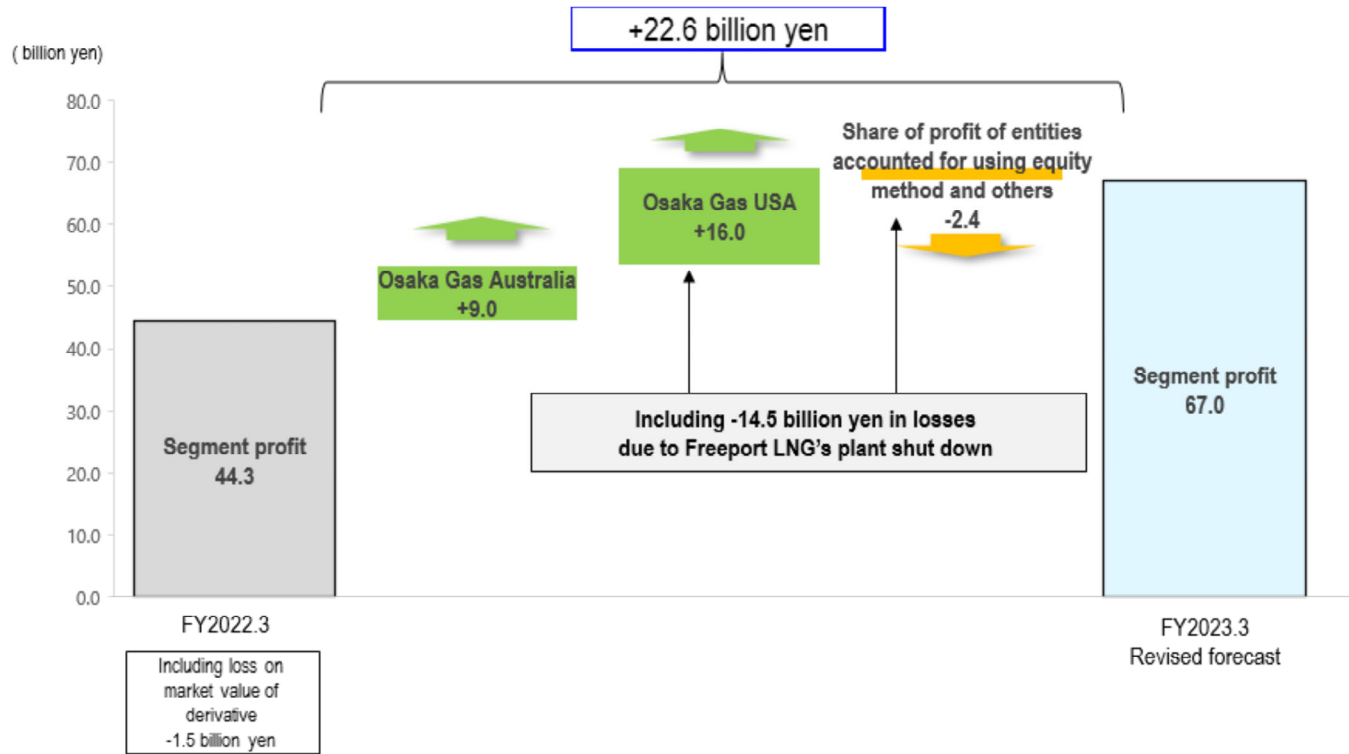 +22.6 billion yen
( billion yen)
80.0
70.0
60.0
50.0
40.0
30.0
20.0
10.0
0.0
Segment profit
44.3
Osaka Gas Australia
+9.0
Osaka Gas USA
+16.0
Share of profit of entities
accounted for using equity
method and others
-2.4
Including -14.5 billion yen in losses
due to Freeport LNG's plant shut down
Segment profit
67.0
FY2022.3
Including loss on
market value of
derivative
-1.5 billion yen
FY2023.3
Revised forecast